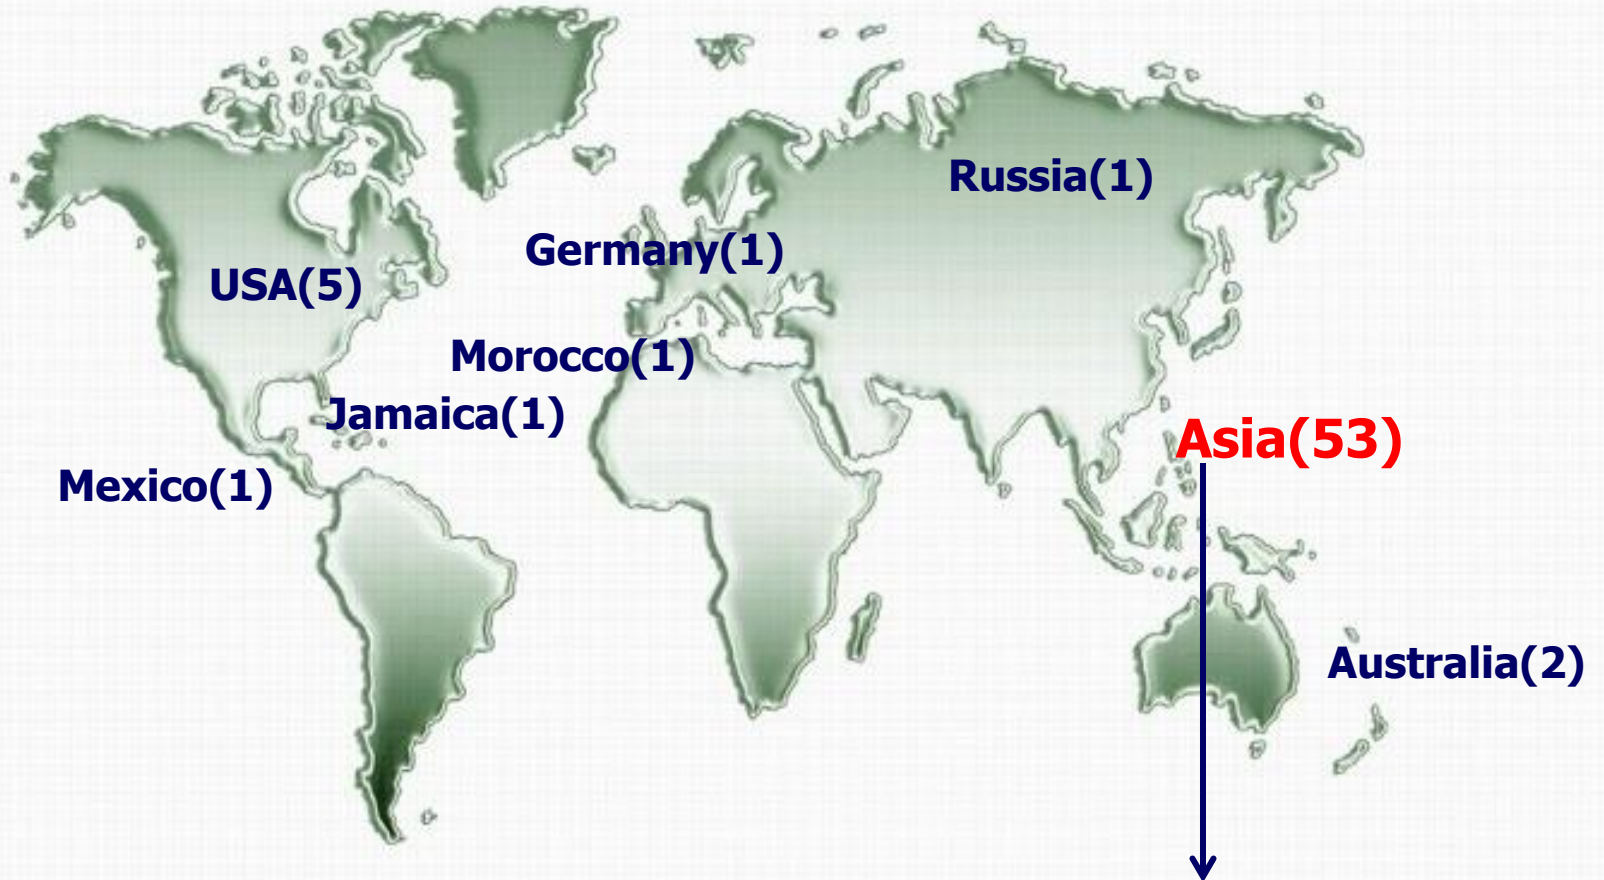 Russia(1)
Germany(1)
USA(5)
Morocco(1)
Jamaica(1)
Asia(53)
Mexico(1)
Australia(2)